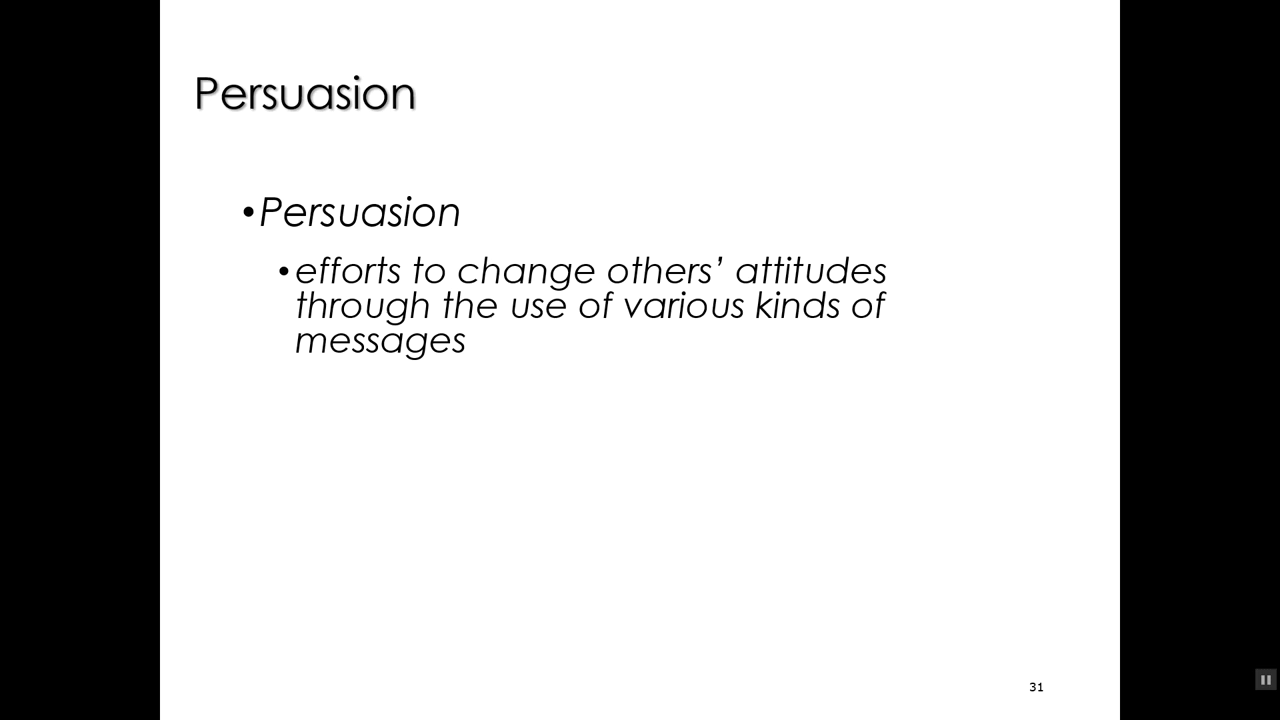 Persuasion
•Persuasion
•efforts to change others’ attitudes
through the use of various kinds of
messages
31